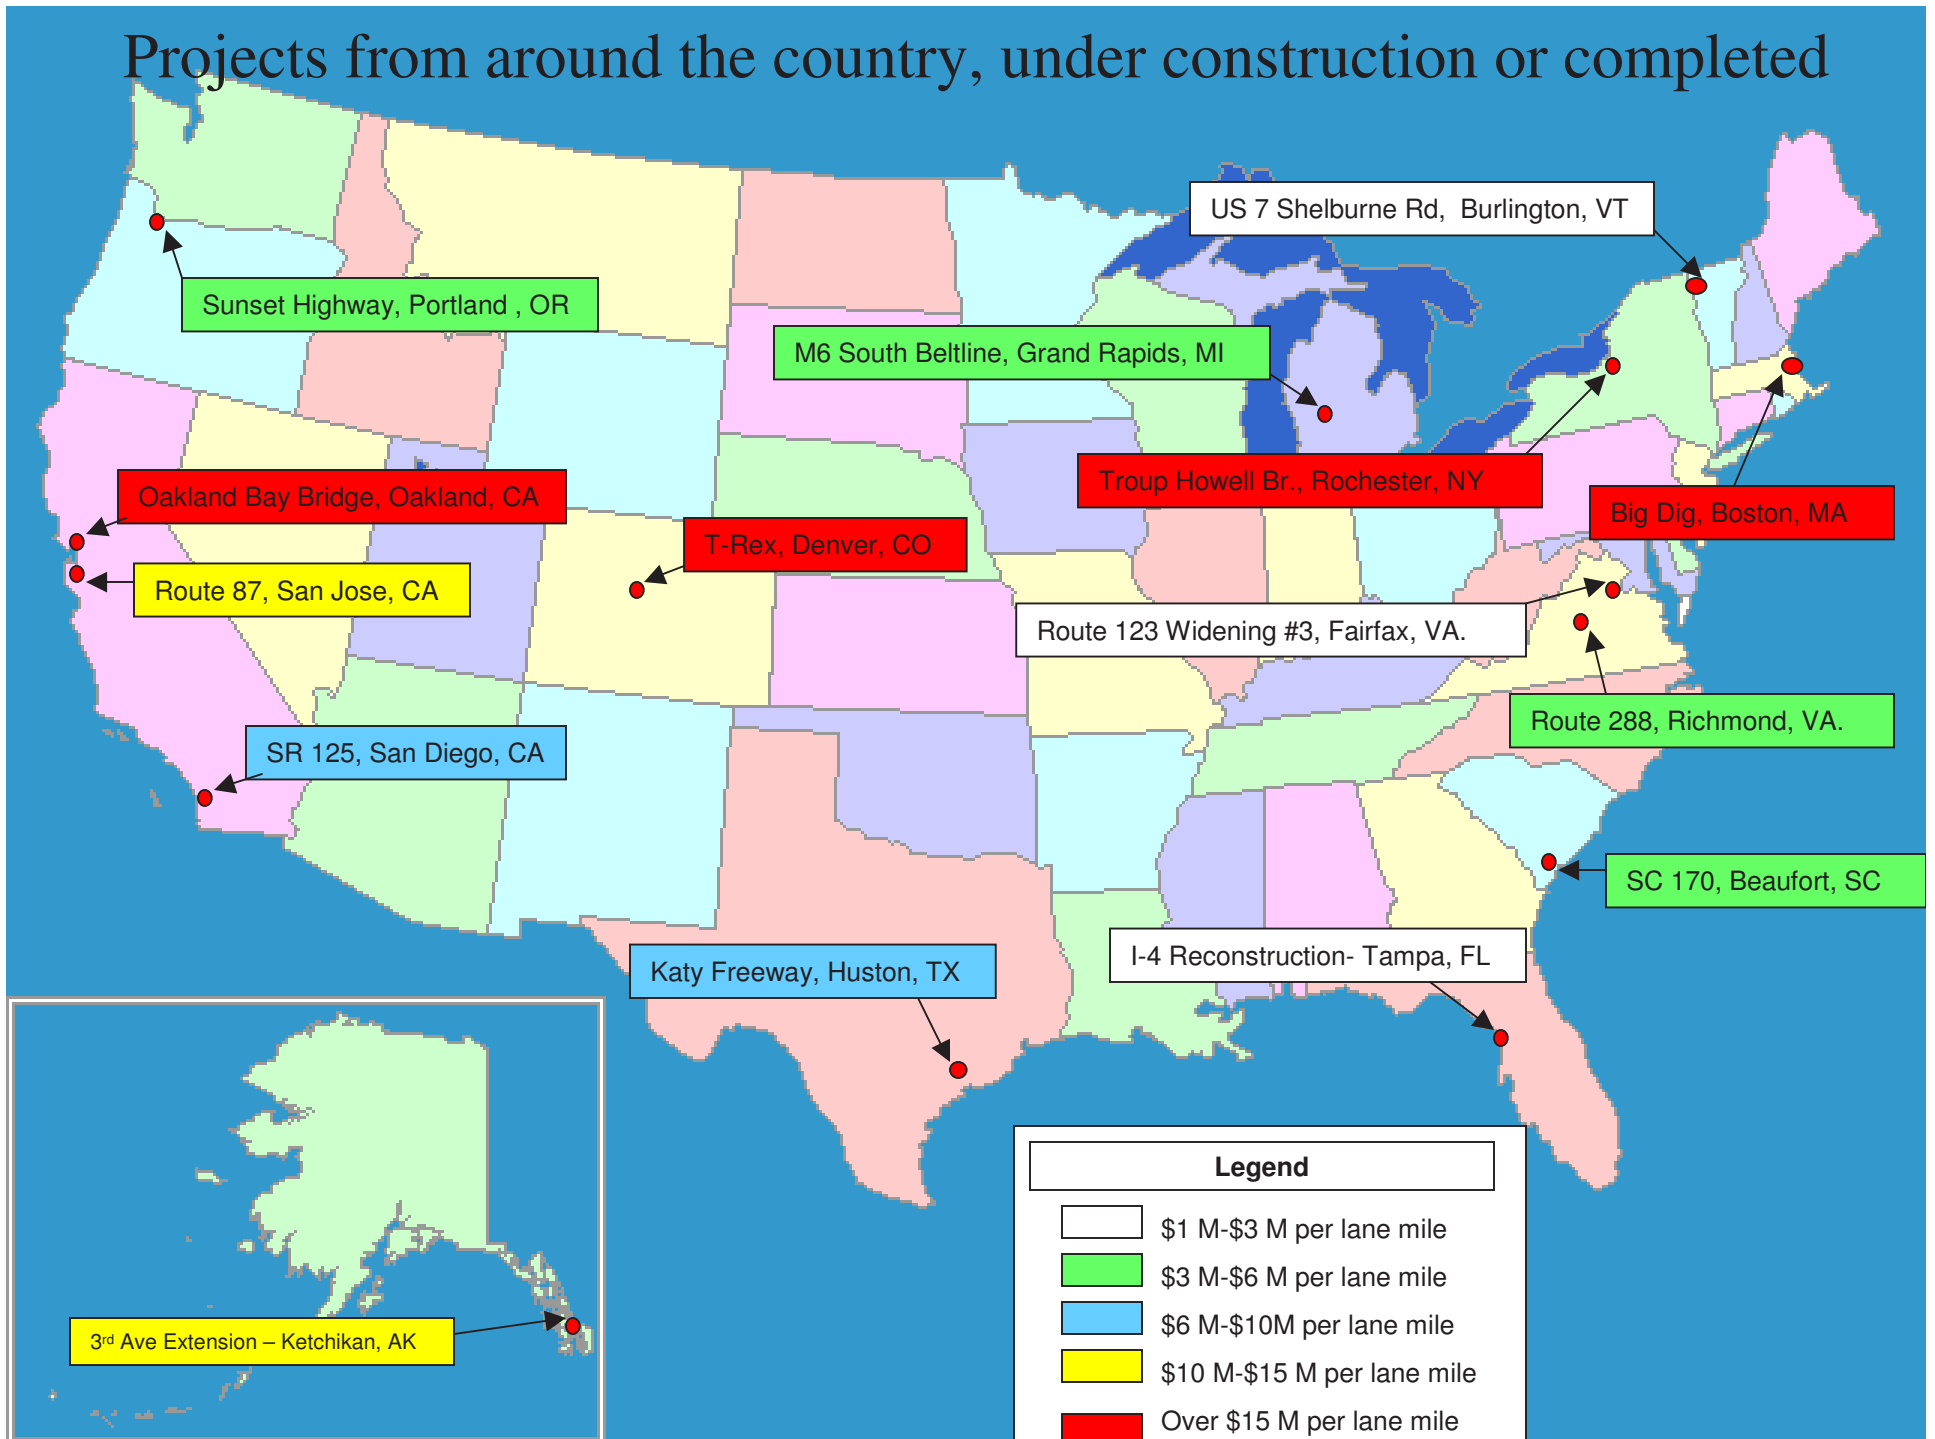 Projects from around the country, under construction or completed
US 7 Shelburne Rd, Burlington, VT
Sunset Highway, Portland , OR
M6 South Beltline, Grand Rapids, MI
Troup Howell Br., Rochester, NY
Oakland Bay Bridge, Oakland, CA
Big Dig, Boston, MA
T-Rex, Denver, CO
Route 87, San Jose, CA
Route 123 Widening #3, Fairfax, VA.
Route 288, Richmond, VA.
SR 125, San Diego, CA
SC 170, Beaufort, SC
I-4 Reconstruction- Tampa, FL
Katy Freeway, Huston, TX
3rd Ave Extension – Ketchikan, AK
Legend
$1 M-$3 M per lane mile
$3 M-$6 M per lane mile
$6 M-$10M per lane mile
$10 M-$15 M per lane mile
Over $15 M per lane mile